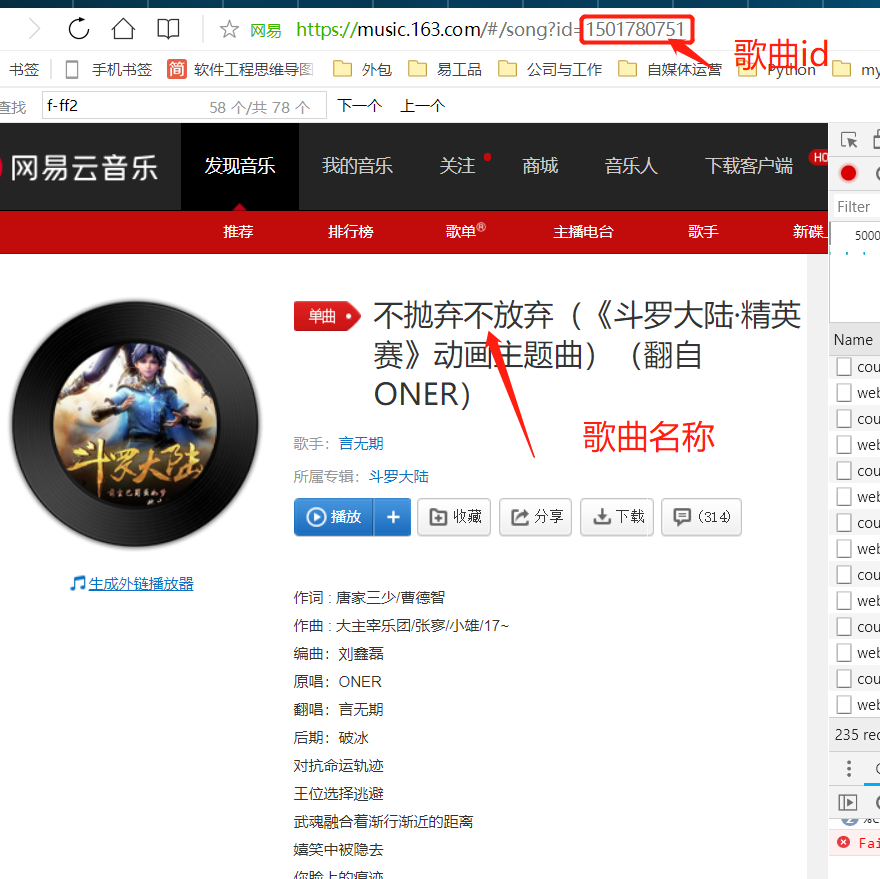 网易 https://music.163.com/#/song?id=1501780751
歌曲id
书签 手机书签 简 软件工程思维导图 外包 易工品 公司与工作 自媒体运营 Python my
查找 f-ff2 58 个/共 78 个 下一个 上一个
网易云音乐 发现音乐 我的音乐 关注 商城 音乐人 下载客户端 HO
推荐 排行榜 歌单® 主播电台 歌手 新碟
Filter
5000
单曲 不抛弃不放弃（《斗罗大陆·精英
赛》动画主题曲）（翻自
ONER）
歌曲名称
歌手：言无期
所属专辑：斗罗大陆
斗罗大陆
播放 + 收藏 分享 下载 (314)
生成外链播放器
作词 : 唐家三少/曹德智
作曲 : 大主宰乐团/张寥/小雄/17~
编曲：刘鑫磊
原唱：ONER
翻唱：言无期
后期：破冰
对抗命运轨迹
王位选择逃避
武魂融合着渐行渐近的距离
嬉笑中被隐去
你脸上的痕迹
Name
cou
web
cou
web
cou
web
cou
web
cou
web
cou
web
cou
web
235 req
Fai